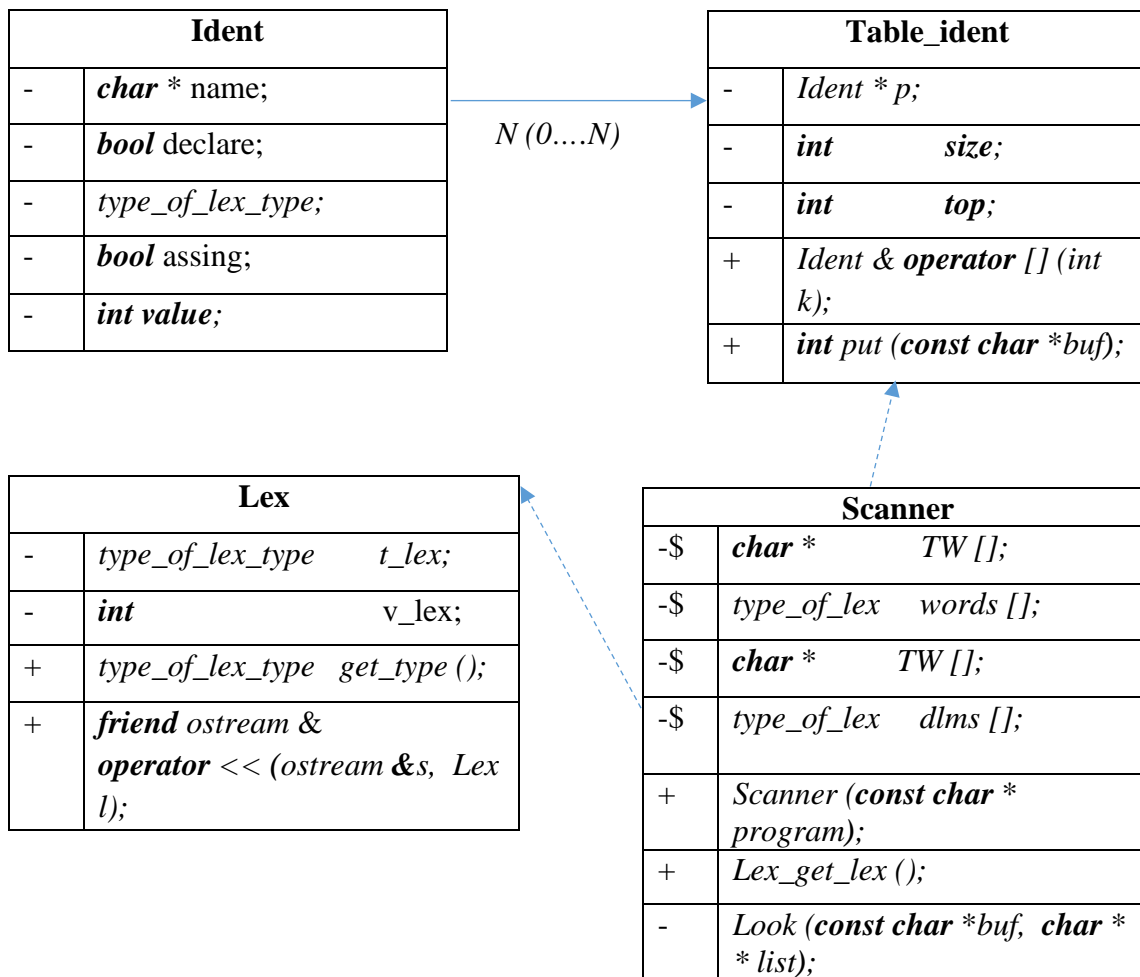 Ident
- char * name;
- bool declare;
- type_of_lex_type;
- bool assing;
- int value;
N (0....N)
Table_ident
- Ident * p;
- int size;
- int top;
+ Ident & operator [] (int
k);
+ int put (const char *buf);
Lex
- type_of_lex_type t_lex;
- int v_lex;
+ type_of_lex_type get_type ();
+ friend ostream &
operator << (ostream &s, Lex
l);
Scanner
-$ char * TW [];
-$ type_of_lex words [];
-$ char * TW [];
-$ type_of_lex dlms [];
+ Scanner (const char *
program);
+ Lex_get_lex ();
- Look (const char *buf, char *
* list);